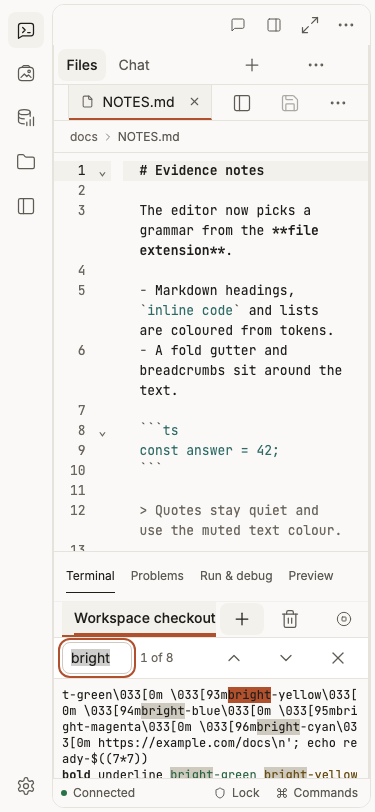 Files Chat
NOTES.md
docs > NOTES.md
1 # Evidence notes
2
3 The editor now picks a
grammar from the **file
extension**.
4
5 - Markdown headings,
`inline code` and lists
are coloured from tokens.
6 - A fold gutter and
breadcrumbs sit around the
text.
7
8 ```ts
9 const answer = 42;
10 ```
11
12 > Quotes stay quiet and
use the muted text colour.
13
Terminal Problems Run & debug Preview
Workspace checkout
bright 1 of 8
t-green\033[0m \033[93mbright-yellow\033[
0m \033[94mbright-blue\033[0m \033[95mbri
ght-magenta\033[0m \033[96mbright-cyan\03
3[0m https://example.com/docs\n'; echo re
ady-$((7*7))
bold underline bright-green bright-yellow
Connected Lock ⌘ Commands